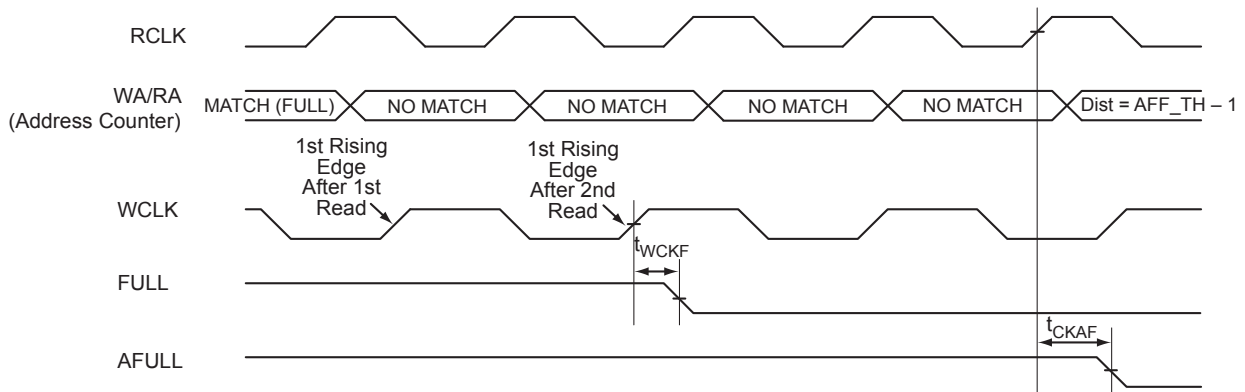 RCLK
WA/RA
(Address Counter)
MATCH (FULL)
NO MATCH
NO MATCH
NO MATCH
NO MATCH
Dist = AFF_TH – 1
1st Rising
Edge
After 1st
Read
1st Rising
Edge
After 2nd
Read
WCLK
tWCKF
FULL
tCKAF
AFULL